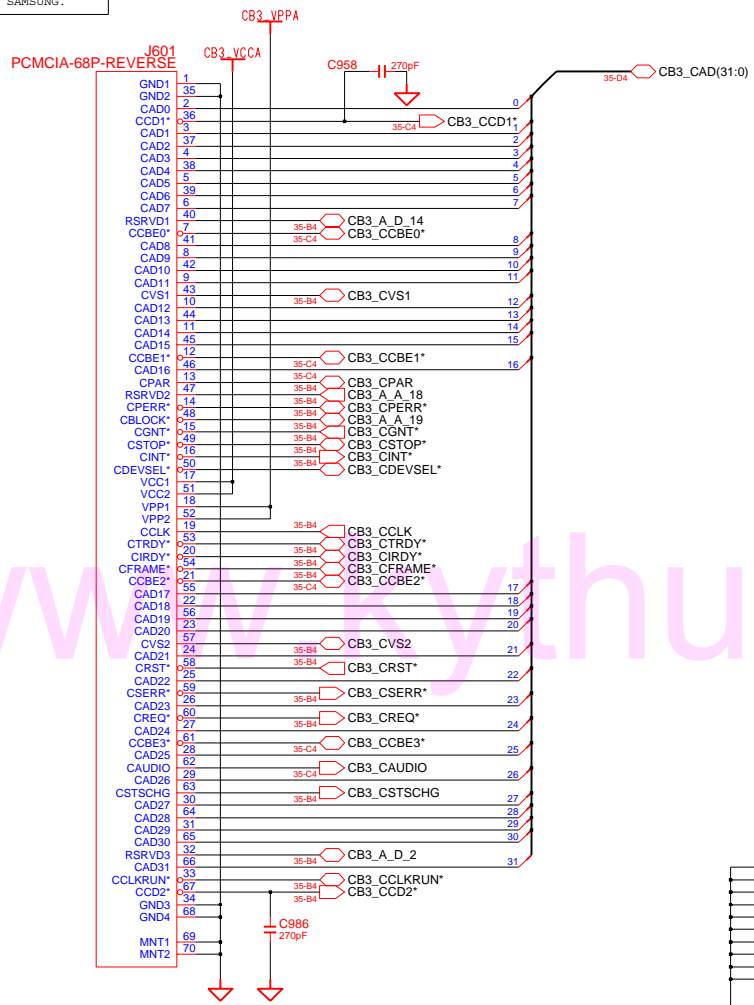 SAMSUNG.
CB3_VPPA
J601
CB3_VCCA
PCMCIA-68P-REVERSE
C958 270pF
35-D4 CB3_CAD(31:0)
GND1 1
GND2 35
CAD0 2 0
CCD1* 36 35-C4 CB3_CCD1*
CAD1 3 1
CAD2 37 2
CAD3 4 3
CAD4 38 4
CAD5 5 5
CAD6 39 6
CAD7 6 7
RSRVD1 40 35-B4 CB3_A_D_14
CCBE0* 7 35-C4 CB3_CCBE0*
CAD8 41 8
CAD9 8 9
CAD10 42 10
CAD11 9 11
CVS1 43 35-B4 CB3_CVS1
CAD12 10 12
CAD13 44 13
CAD14 11 14
CAD15 45 15
CCBE1* 12 35-C4 CB3_CCBE1*
CAD16 46 16
CPAR 13 35-C4 CB3_CPAR
RSRVD2 47 35-B4 CB3_A_A_18
CPERR* 14 35-B4 CB3_CPERR*
CBLOCK* 48 35-B4 CB3_A_A_19
CGNT* 15 35-B4 CB3_CGNT*
CSTOP* 49 35-B4 CB3_CSTOP*
CINT* 16 35-B4 CB3_CINT*
CDEVSEL* 50 35-B4 CB3_CDEVSEL*
VCC1 17
VCC2 51
VPP1 18
VPP2 52
CCLK 19 35-B4 CB3_CCLK
CTRDY* 53 CB3_CTRDY*
CIRDY* 20 35-B4 CB3_CIRDY*
CFRAME* 54 35-B4 CB3_CFRAME*
CCBE2* 21 35-C4 CB3_CCBE2*
CAD17 55 17
CAD18 22 18
CAD19 56 19
CAD20 23 20
CVS2 57 35-B4 CB3_CVS2
CAD21 24 21
CRST* 58 35-B4 CB3_CRST*
CAD22 25 22
CSERR* 59 35-B4 CB3_CSERR*
CAD23 26 23
CREQ* 60 35-B4 CB3_CREQ*
CAD24 27 24
CCBE3* 61 35-C4 CB3_CCBE3*
CAD25 28 25
CAUDIO 62 35-C4 CB3_CAUDIO
CAD26 29 26
CSTSCHG 63 35-B4 CB3_CSTSCHG
CAD27 30 27
CAD28 64 28
CAD29 31 29
CAD30 65 30
RSRVD3 32 35-B4 CB3_A_D_2
CAD31 66 31
CCLKRUN* 33 35-B4 CB3_CCLKRUN*
CCD2* 67 35-B4 CB3_CCD2*
GND3 34
GND4 68
MNT1 69
MNT2 70
C986
270pF
www.kythu